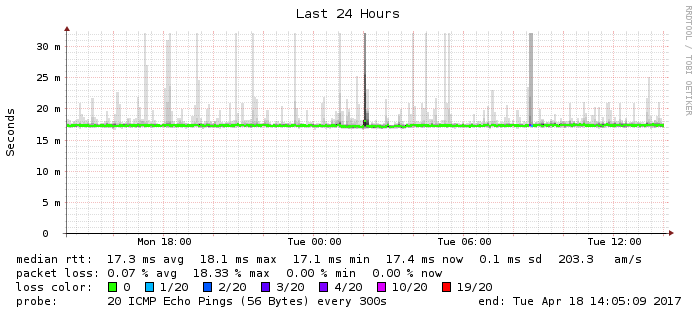 Last 24 Hours
RRDTOOL / TOBI OETIKER
Seconds
30 m
25 m
20 m
15 m
10 m
5 m
0
Mon 18:00 Tue 00:00 Tue 06:00 Tue 12:00
median rtt: 17.3 ms avg 18.1 ms max 17.1 ms min 17.4 ms now 0.1 ms sd 203.3 am/s
packet loss: 0.07 % avg 18.33 % max 0.00 % min 0.00 % now
loss color: 0 1/20 2/20 3/20 4/20 10/20 19/20
probe: 20 ICMP Echo Pings (56 Bytes) every 300s end: Tue Apr 18 14:05:09 2017